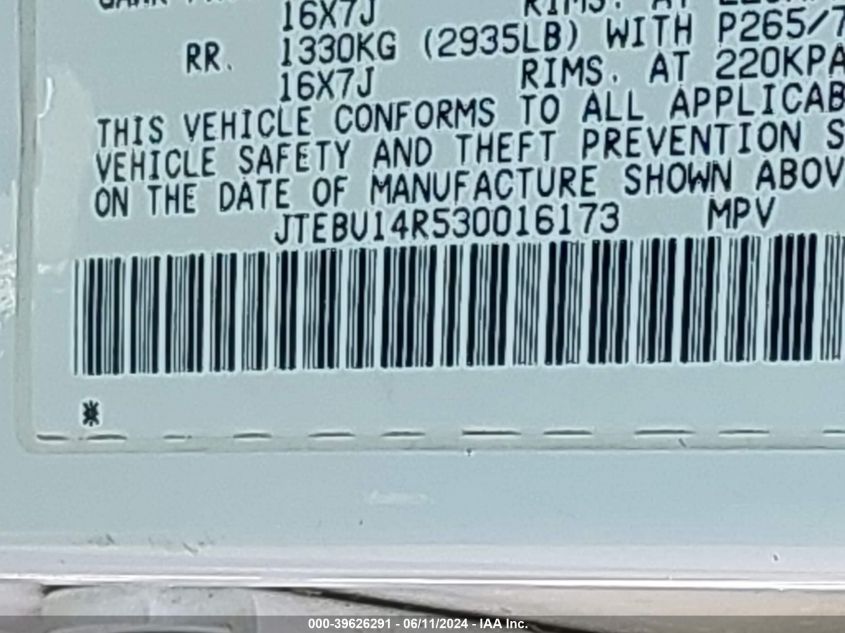 16X7J RIMS. AT
RR. 1330KG (2935LB) WITH P265/7
16X7J RIMS. AT 220KPA
THIS VEHICLE CONFORMS TO ALL APPLICAB
VEHICLE SAFETY AND THEFT PREVENTION S
ON THE DATE OF MANUFACTURE SHOWN ABOV
JTEBU14R530016173 MPV
000-39626291 - 06/11/2024 - IAA Inc.